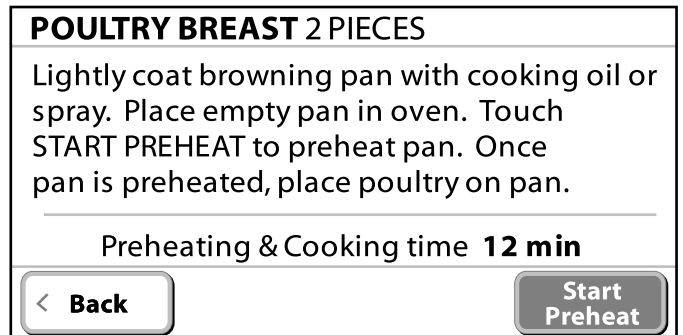 POULTRY BREAST 2 PIECES
Lightly coat browning pan with cooking oil or
spray. Place empty pan in oven. Touch
START PREHEAT to preheat pan. Once
pan is preheated, place poultry on pan.
Preheating & Cooking time 12 min
< Back
Start
Preheat